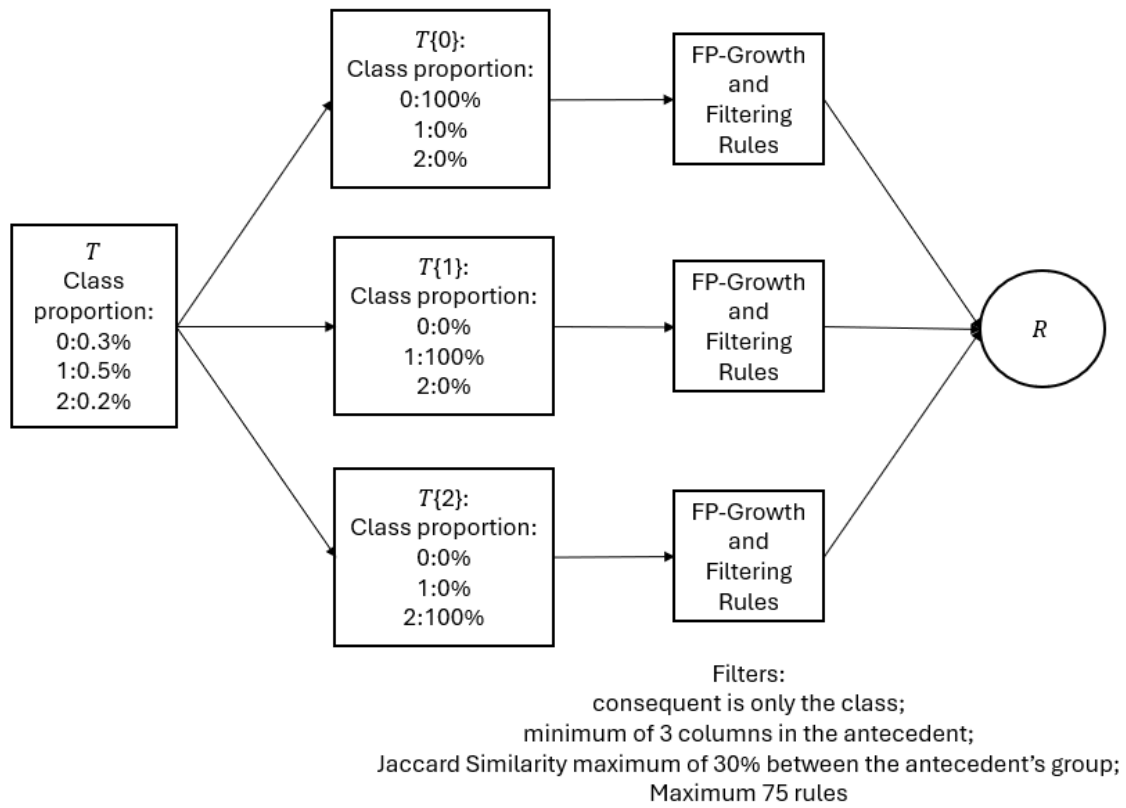 T
Class
proportion:
0:0.3%
1:0.5%
2:0.2%
T{0}:
Class proportion:
0:100%
1:0%
2:0%
FP-Growth
and
Filtering
Rules
T{1}:
Class proportion:
0:0%
1:100%
2:0%
FP-Growth
and
Filtering
Rules
T{2}:
Class proportion:
0:0%
1:0%
2:100%
FP-Growth
and
Filtering
Rules
R
Filters:
consequent is only the class;
minimum of 3 columns in the antecedent;
Jaccard Similarity maximum of 30% between the antecedent’s group;
Maximum 75 rules